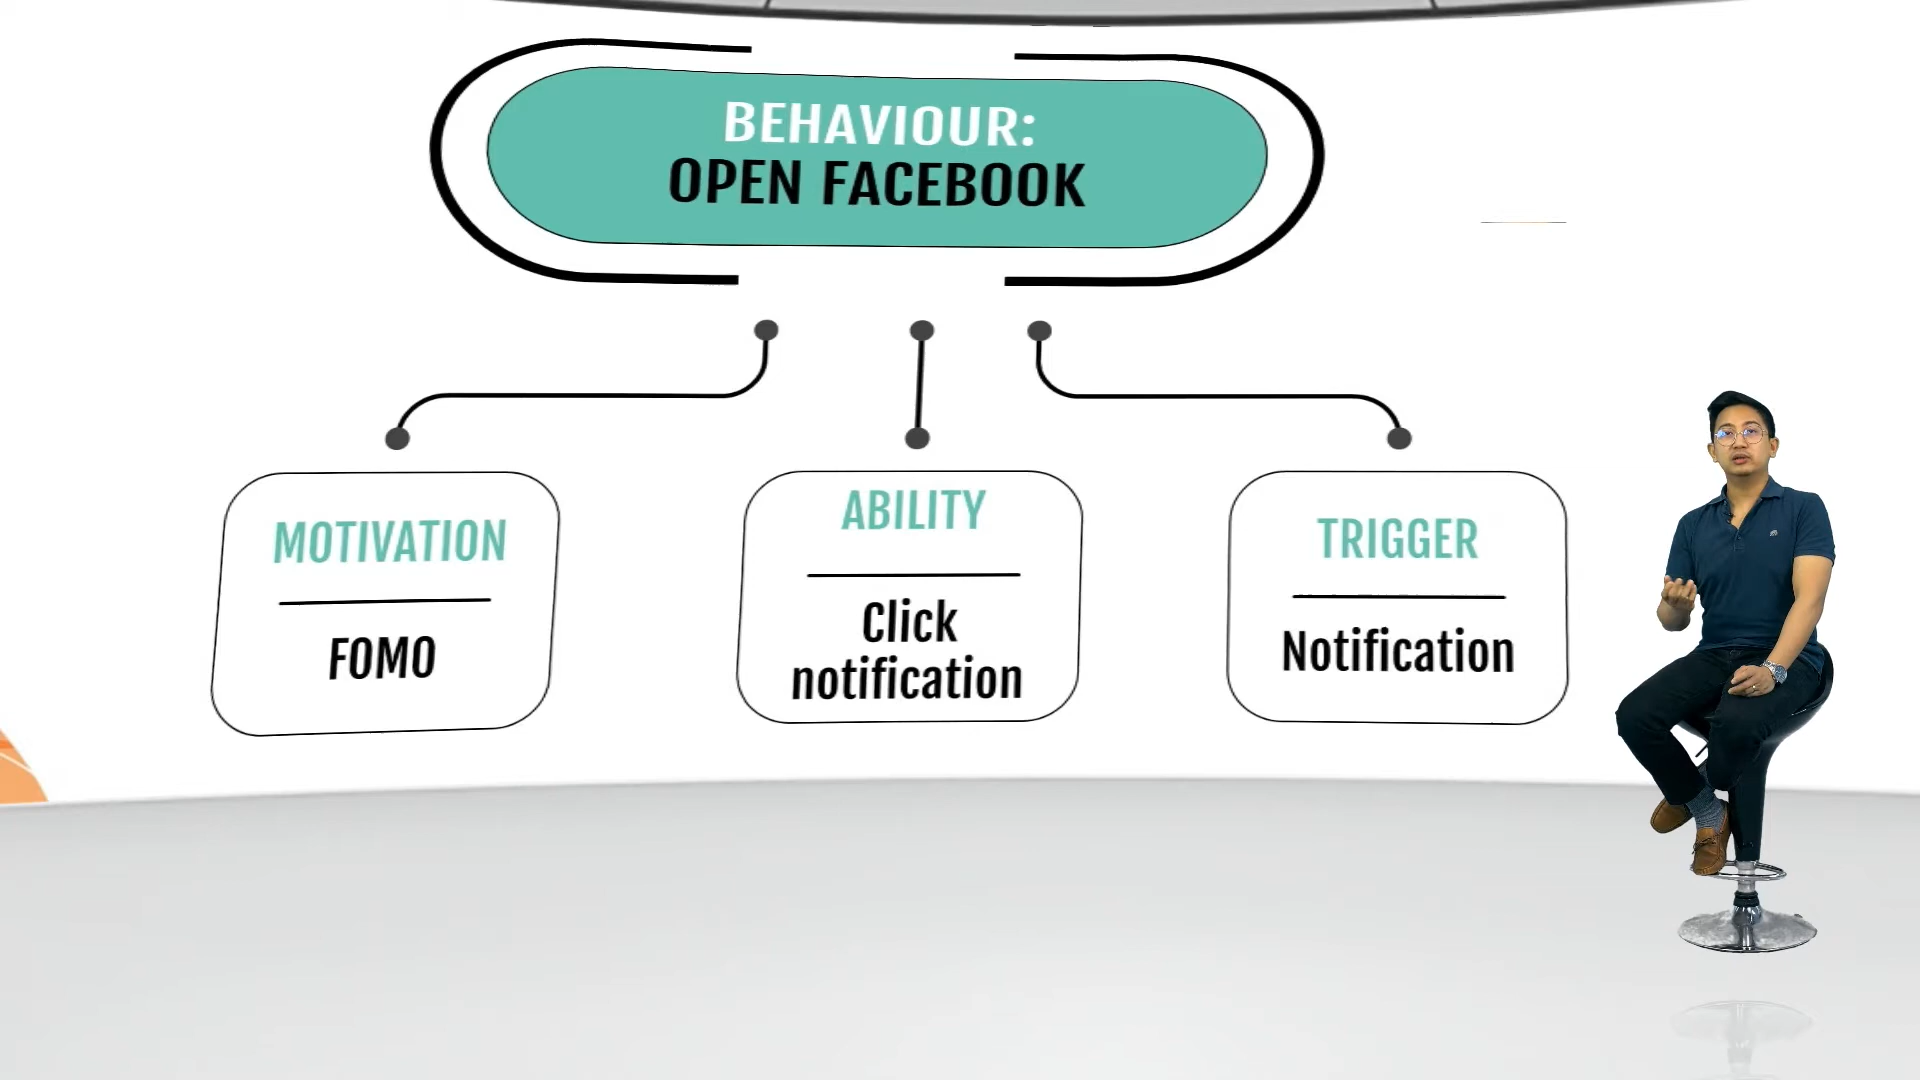 BEHAVIOUR:
OPEN FACEBOOK
MOTIVATION
FOMO
ABILITY
Click
notification
TRIGGER
Notification